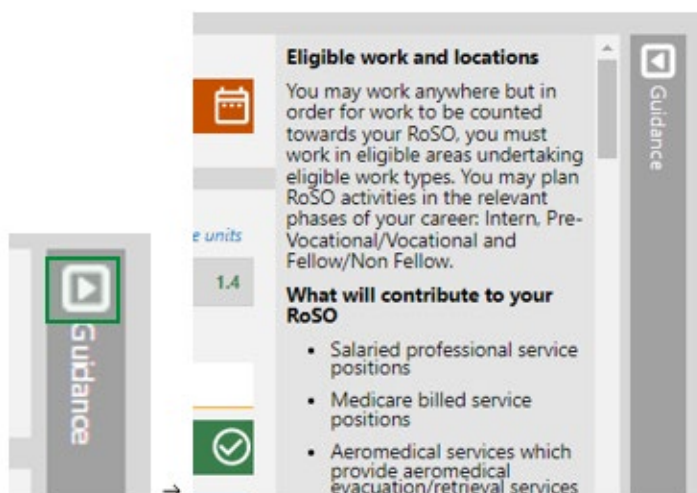 Eligible work and locations
You may work anywhere but in
order for work to be counted
towards your RoSO, you must
work in eligible areas undertaking
eligible work types. You may plan
RoSO activities in the relevant
phases of your career: Intern, Pre-
Vocational/Vocational and
Fellow/Non Fellow.
What will contribute to your
RoSO
• Salaried professional service
positions
• Medicare billed service
positions
• Aeromedical services which
provide aeromedical
evacuation/retrieval services
Guidance
units
1.4
Guidance